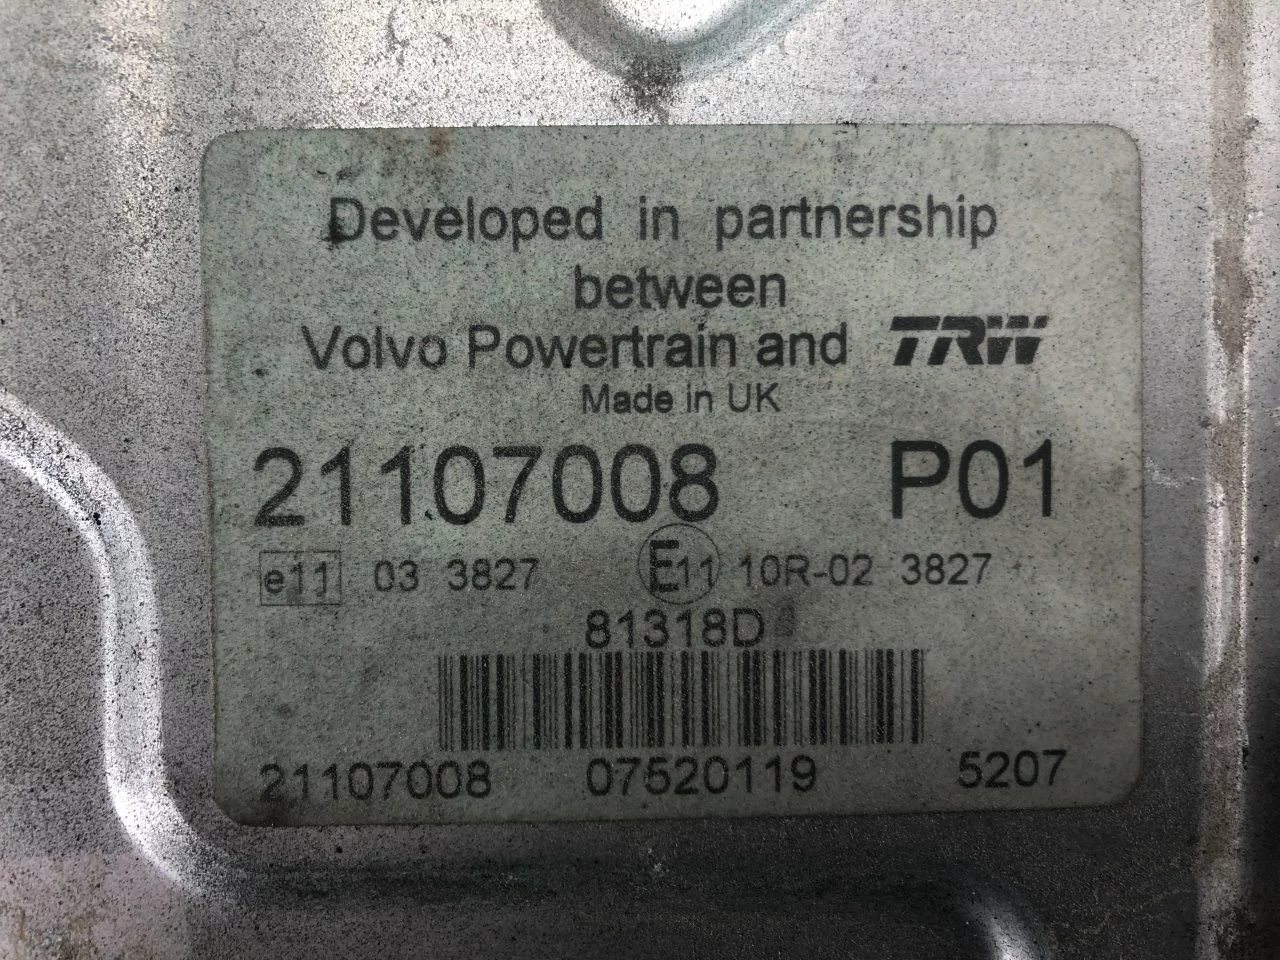 Developed in partnership
between
Volvo Powertrain and TRW
Made in UK
21107008 P01
e11 03 3827 E11 10R-02 3827
81318D
21107008 07520119 5207